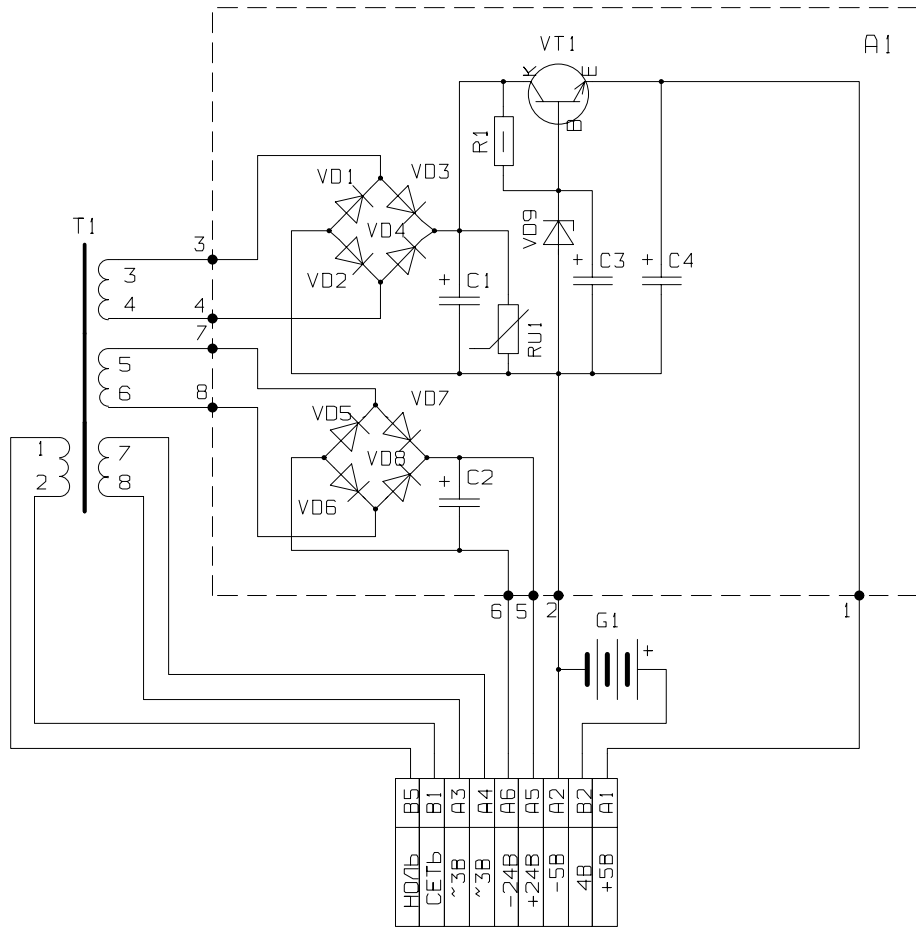 VT1
A1
K
E
B
R1
VD1
VD3
VD9
T1
3
VD4
3
VD2
+
C1
+
C3
+
C4
4
4
RU1
7
5
6
8
VD5
VD7
1
7
VD8
2
8
+
C2
VD6
6
5
2
1
G1
+
B5
B1
A3
A4
A6
A5
A2
B2
A1
НОЛЬ
СЕТЬ
~3В
~3В
-24В
+24В
-5В
4В
+5В